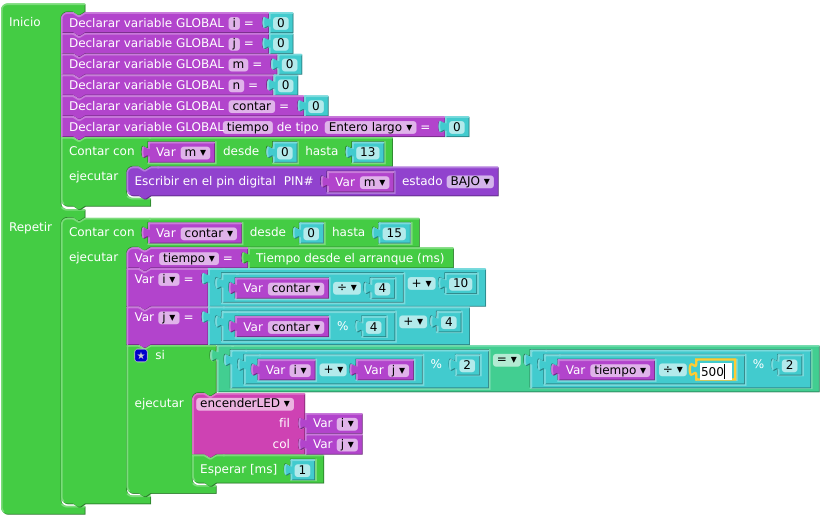 Inicio
Declarar variable GLOBAL i = 0
Declarar variable GLOBAL j = 0
Declarar variable GLOBAL m = 0
Declarar variable GLOBAL n = 0
Declarar variable GLOBAL contar = 0
Declarar variable GLOBAL tiempo de tipo Entero largo ▾ = 0
Contar con Var m ▾ desde 0 hasta 13
ejecutar Escribir en el pin digital PIN# Var m ▾ estado BAJO ▾
Repetir Contar con Var contar ▾ desde 0 hasta 15
ejecutar Var tiempo ▾ = Tiempo desde el arranque (ms)
Var i ▾ = Var contar ▾ ÷ ▾ 4 + ▾ 10
Var j ▾ = Var contar ▾ % 4 + ▾ 4
si Var i ▾ + ▾ Var j ▾ % 2 = ▾ Var tiempo ▾ ÷ ▾ 500 % 2
ejecutar encenderLED ▾
fil Var i ▾
col Var j ▾
Esperar [ms] 1